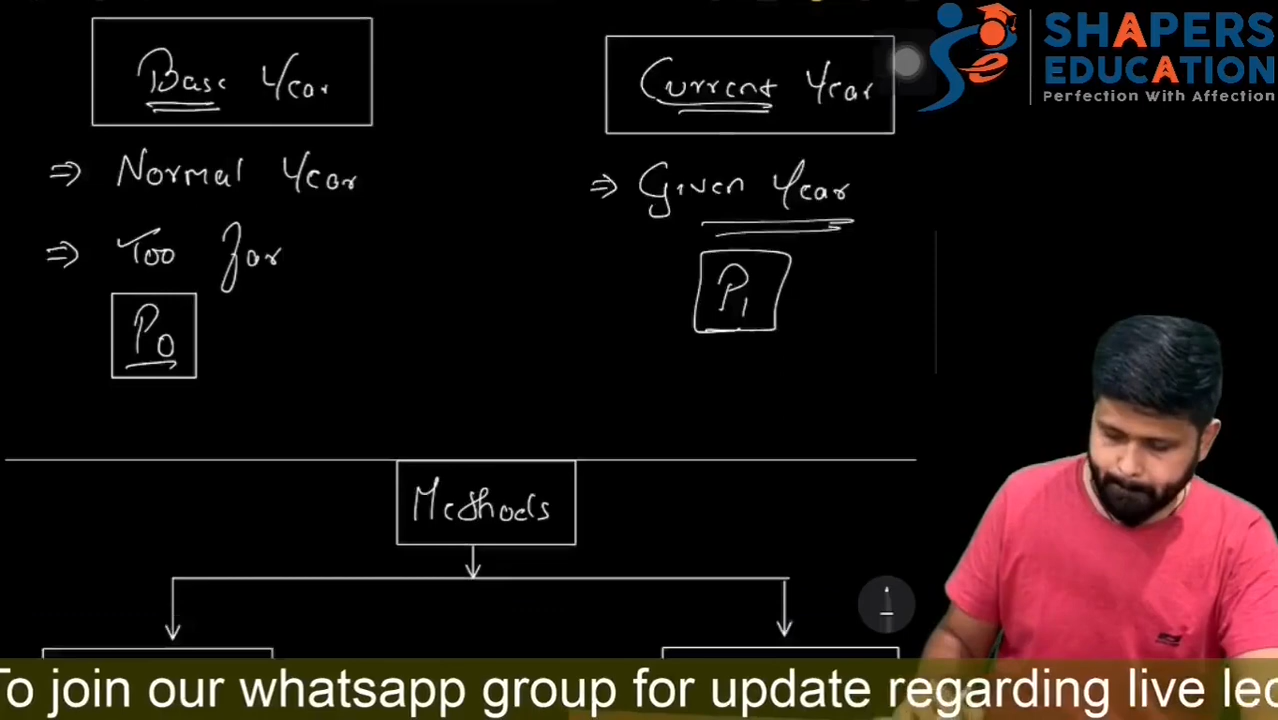 SHAPERS
EDUCATION
Perfection With Affection
Base Year
Current Year
⇒ Normal Year
⇒ Given Year
⇒ Too far
P0
P1
Methods
To join our whatsapp group for update regarding live lec